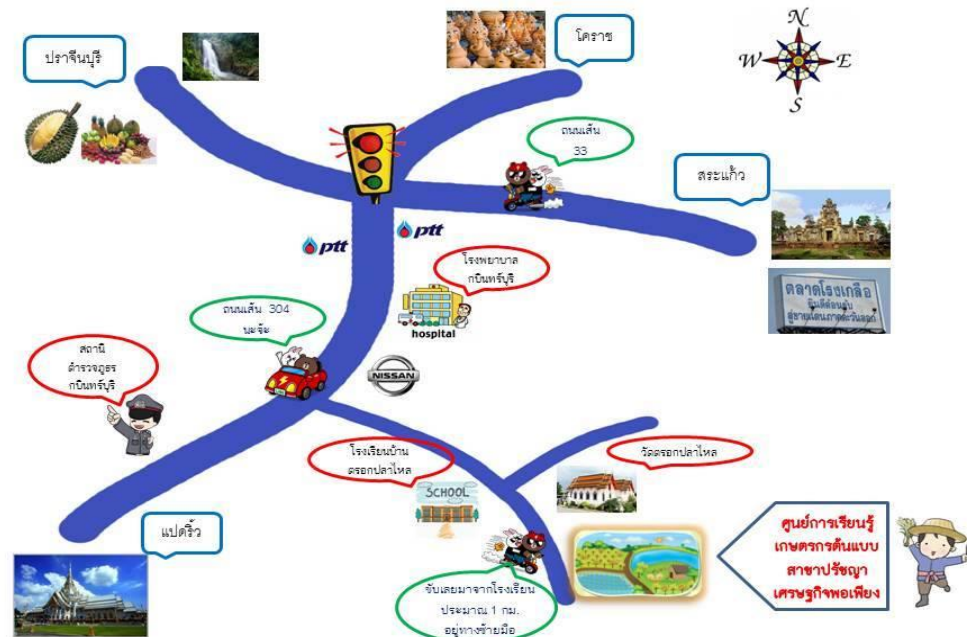 ปราจีนบุรี
โคราช
N
W E
S
ถนนเส้น
33
สระแก้ว
ptt
ptt
โรงพยาบาล
กบินทร์บุรี
hospital
ตลาดโรงเกลือ
ยินดีต้อนรับ
ถนนเส้น 304
นะจ๊ะ
สถานี
ตำรวจภูธร
กบินทร์บุรี
NISSAN
โรงเรียนบ้าน
ตรอกปลาไหล
SCHOOL
วัดตรอกปลาไหล
แปดริ้ว
ศูนย์การเรียนรู้
เกษตรกรต้นแบบ
สาขาปรัชญา
เศรษฐกิจพอเพียง
ขับเลยมาจากโรงเรียน
ประมาณ 1 กม.
อยู่ทางซ้ายมือ